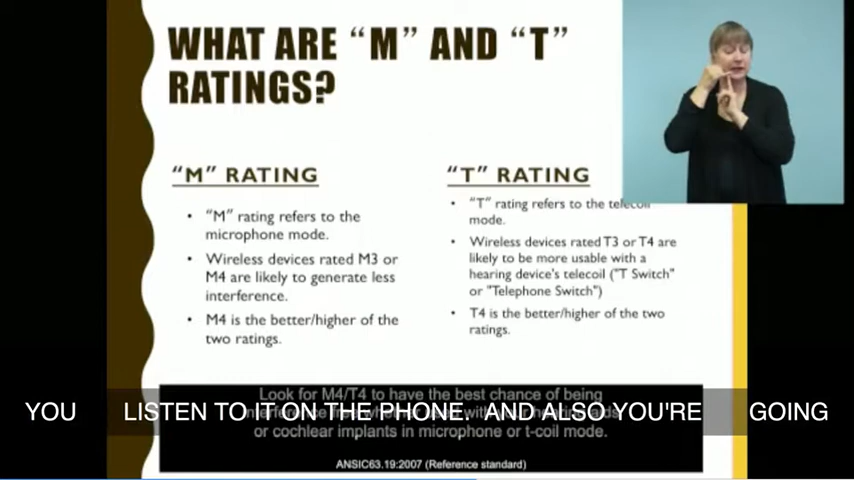 WHAT ARE “M” AND “T”
RATINGS?
“M” RATING
• “M” rating refers to the
microphone mode.
• Wireless devices rated M3 or
M4 are likely to generate less
interference.
• M4 is the better/higher of the
two ratings.
“T” RATING
• “T” rating refers to the telecoil
mode.
• Wireless devices rated T3 or T4 are
likely to be more usable with a
hearing device's telecoil ("T Switch"
or "Telephone Switch")
• T4 is the better/higher of the two
ratings.
Look for M4/T4 to have the best chance of being
YOU LISTEN TO IT ON THE PHONE. AND ALSO YOU'RE GOING
or cochlear implants in microphone or t-coil mode.
ANSIC63.19:2007 (Reference standard)